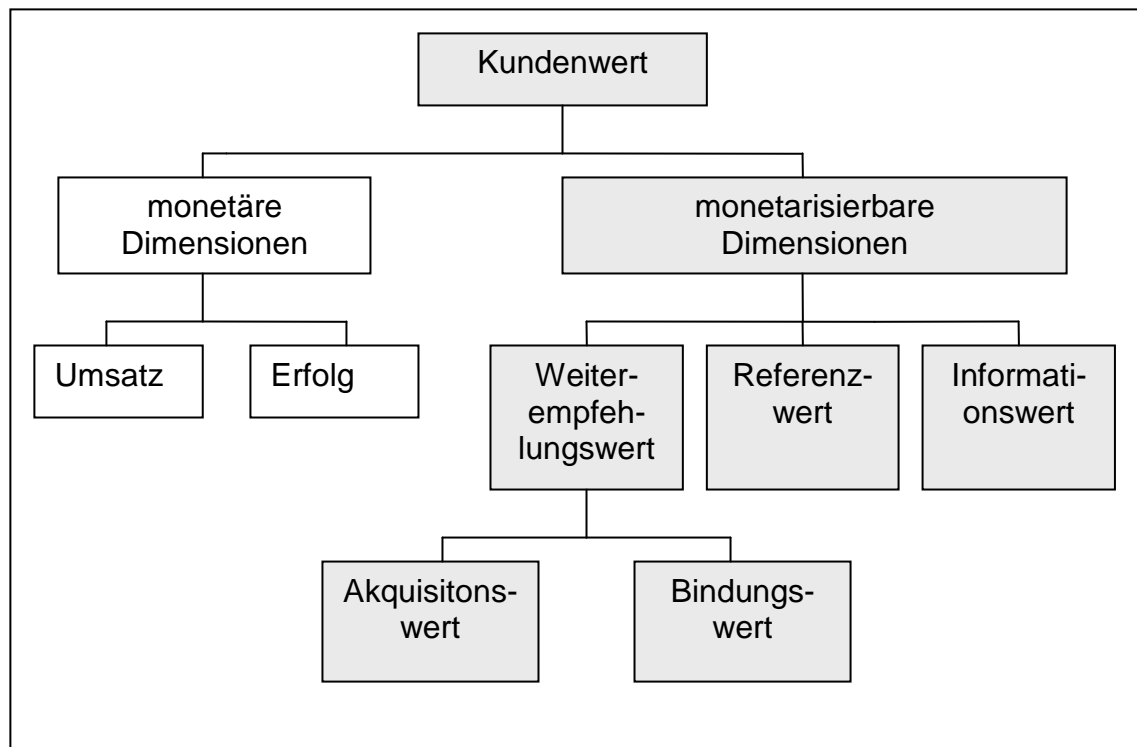 Kundenwert
monetäre
Dimensionen
monetarisierbare
Dimensionen
Umsatz
Erfolg
Weiter-
empfeh-
lungswert
Referenz-
wert
Informati-
onswert
Akquisitons-
wert
Bindungs-
wert